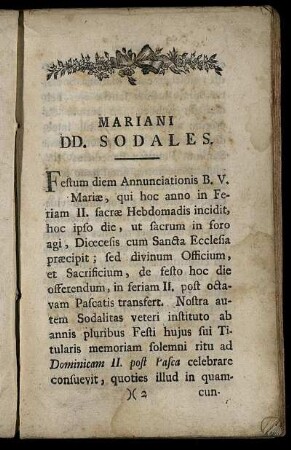 MARIANI
DD. SODALES.
Festum diem Annunciationis B. V.
Mariæ, qui hoc anno in Fe-
riam II. sacræ Hebdomadis incidit,
hoc ipso die, ut sacrum in foro
agi, Diœcesis cum Sancta Ecclesia
præcipit; sed divinum Officium,
et Sacrificium, de festo hoc die
offerendum, in feriam II. post octa-
vam Pascatis transfert. Nostra au-
tem Sodalitas veteri instituto ab
annis pluribus Festi hujus sui Ti-
tularis memoriam solemni ritu ad
Dominicam II. post Pasca celebrare
consuevit, quoties illud in quam-
)( 2 cun-